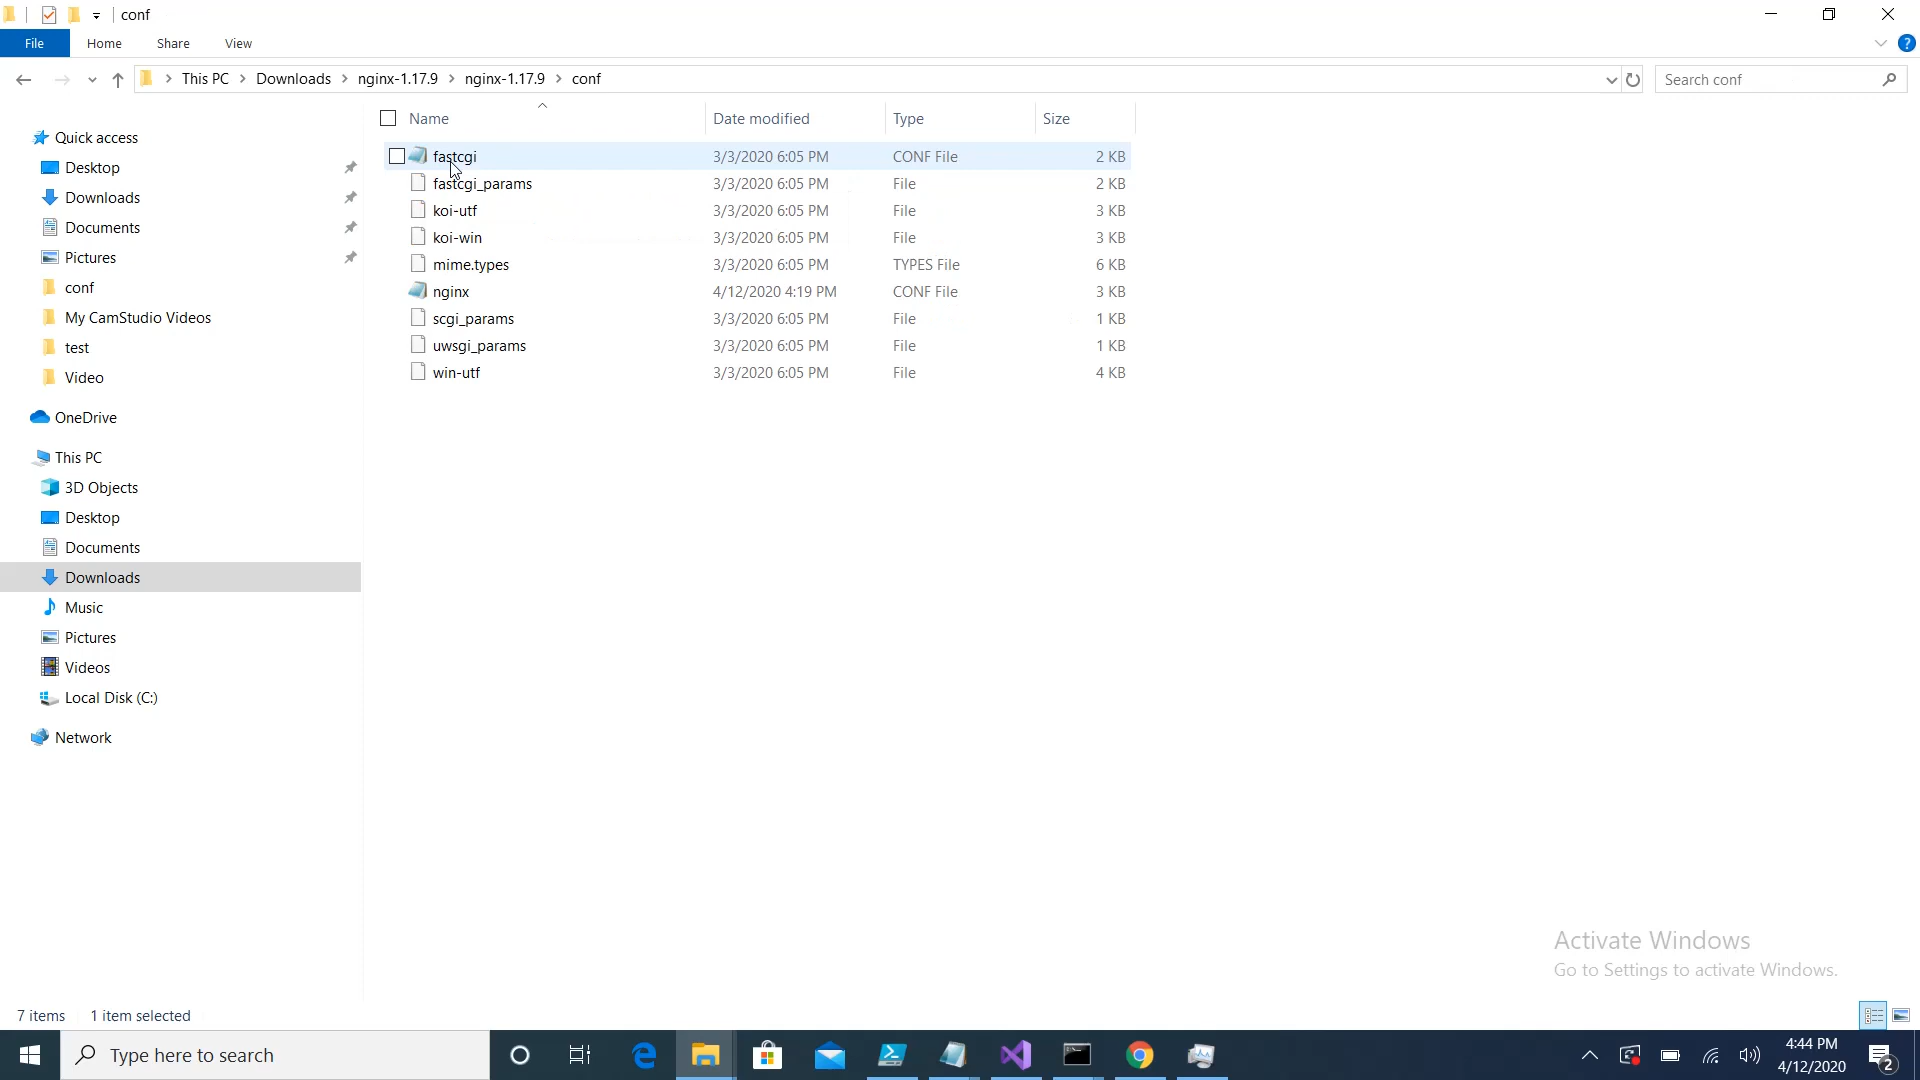 conf
File Home Share View
This PC Downloads nginx-1.17.9 nginx-1.17.9 conf
Search conf
Name Date modified Type Size
Quick access
Desktop
Downloads
Documents
Pictures
conf
My CamStudio Videos
test
Video
OneDrive
This PC
3D Objects
Desktop
Documents
Downloads
Music
Pictures
Videos
Local Disk (C:)
Network
fastcgi 3/3/2020 6:05 PM CONF File 2 KB
fastcgi_params 3/3/2020 6:05 PM File 2 KB
koi-utf 3/3/2020 6:05 PM File 3 KB
koi-win 3/3/2020 6:05 PM File 3 KB
mime.types 3/3/2020 6:05 PM TYPES File 6 KB
nginx 4/12/2020 4:19 PM CONF File 3 KB
scgi_params 3/3/2020 6:05 PM File 1 KB
uwsgi_params 3/3/2020 6:05 PM File 1 KB
win-utf 3/3/2020 6:05 PM File 4 KB
Activate Windows
Go to Settings to activate Windows.
7 items 1 item selected
Type here to search
4:44 PM
4/12/2020
2